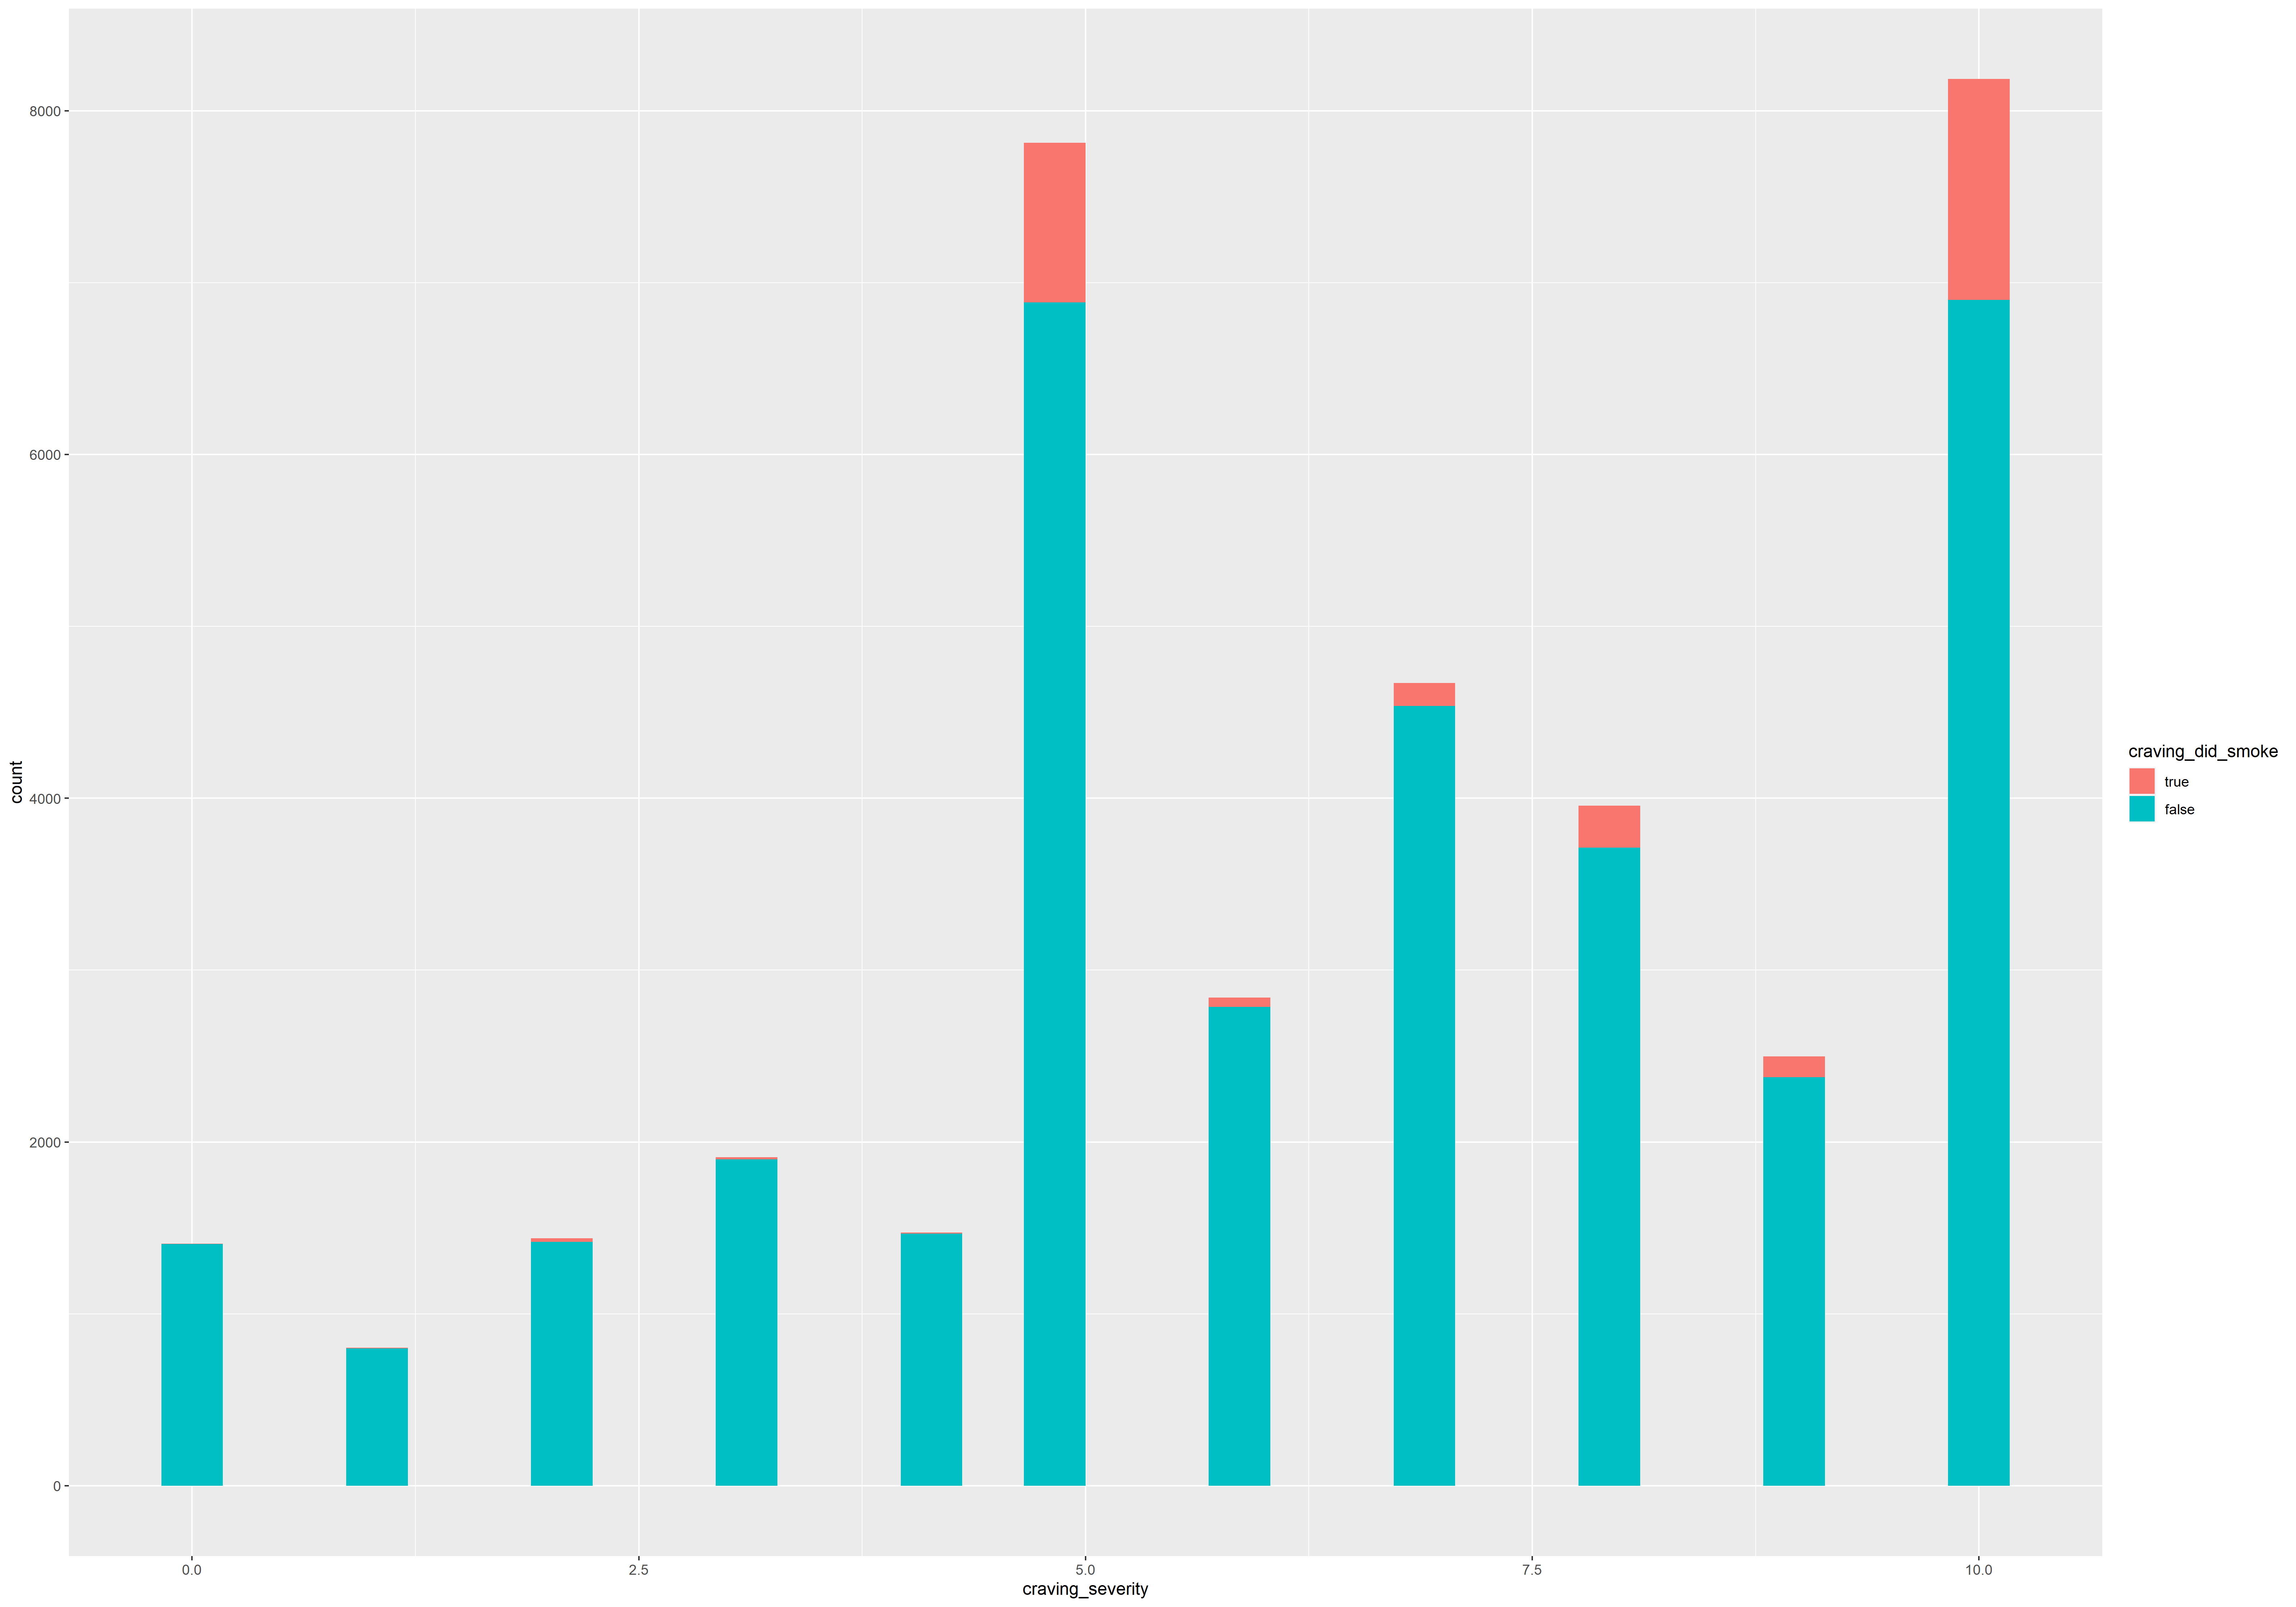 8000
6000
4000
2000
0
count
0.0 2.5 5.0 7.5 10.0
craving_severity
craving_did_smoke
true
false